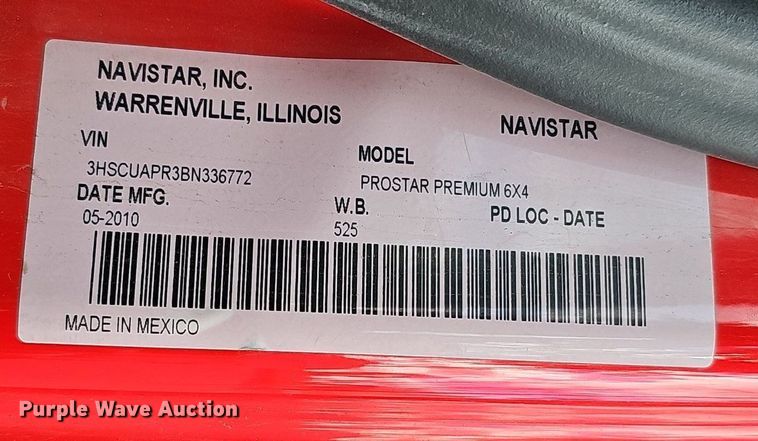 NAVISTAR, INC.
WARRENVILLE, ILLINOIS
NAVISTAR
VIN
MODEL
3HSCUAPR3BN336772
PROSTAR PREMIUM 6X4
DATE MFG.
W.B.
PD LOC - DATE
05-2010
525
MADE IN MEXICO
Purple Wave Auction